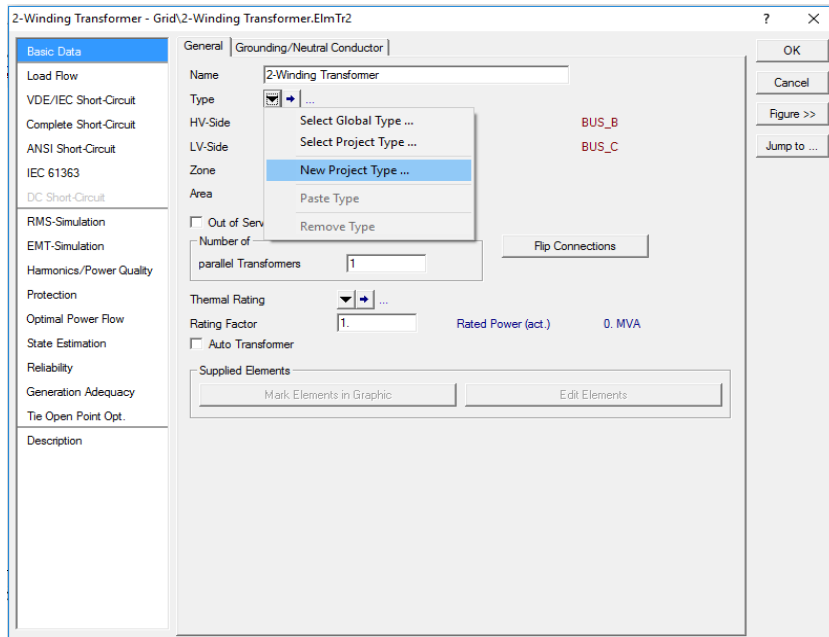 2-Winding Transformer - Grid\2-Winding Transformer.ElmTr2
?
Basic Data
Load Flow
VDE/IEC Short-Circuit
Complete Short-Circuit
ANSI Short-Circuit
IEC 61363
DC Short-Circuit
RMS-Simulation
EMT-Simulation
Harmonics/Power Quality
Protection
Optimal Power Flow
State Estimation
Reliability
Generation Adequacy
Tie Open Point Opt.
Description
General
Grounding/Neutral Conductor
Name 2-Winding Transformer
Type ...
HV-Side BUS_B
LV-Side BUS_C
Zone
Area
Select Global Type ...
Select Project Type ...
New Project Type ...
Paste Type
Remove Type
Out of Serv
Number of
parallel Transformers 1
Flip Connections
Thermal Rating ...
Rating Factor 1. Rated Power (act.) 0. MVA
Auto Transformer
Supplied Elements
Mark Elements in Graphic Edit Elements
OK
Cancel
Figure >>
Jump to ...